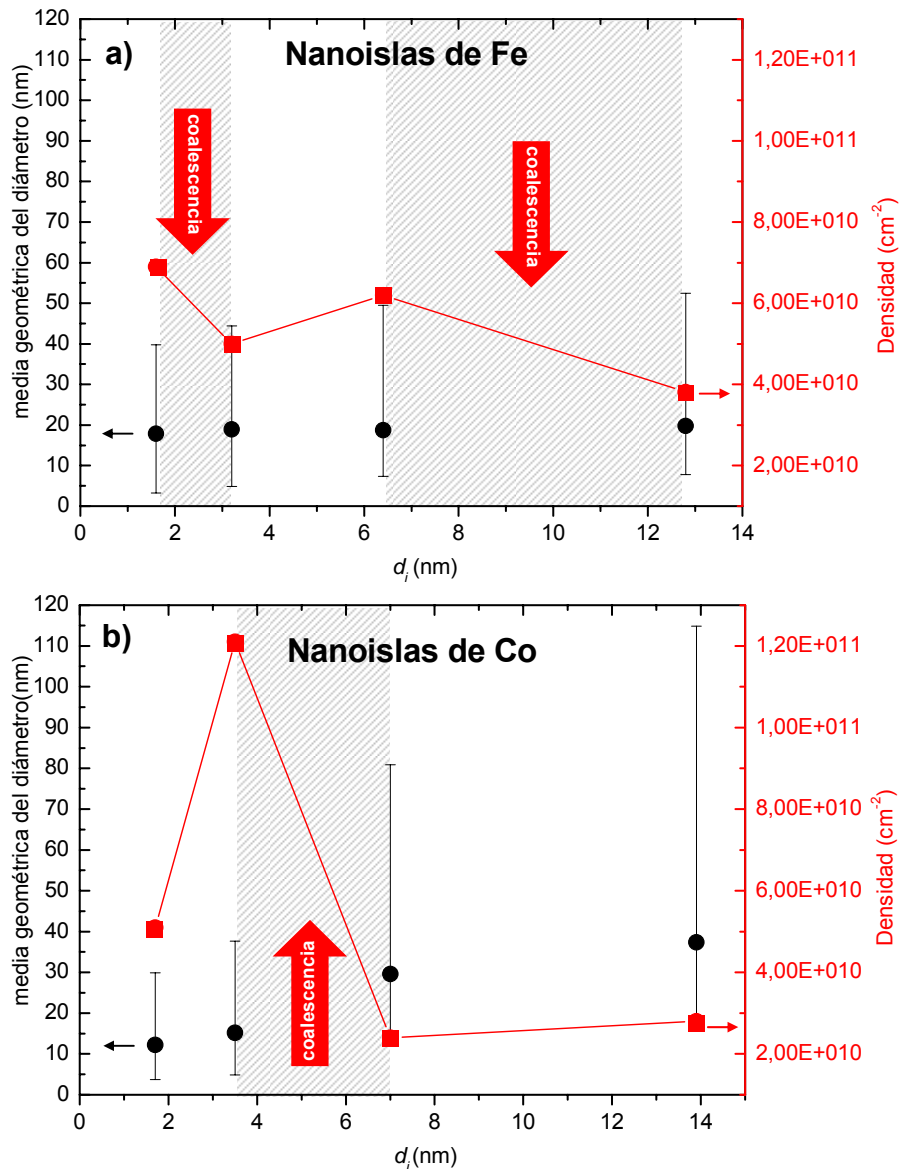 a)
Nanoislas de Fe
media geométrica del diámetro (nm)
120
110
100
90
80
70
60
50
40
30
20
10
0
coalescencia
coalescencia
1,20E+011
1,00E+011
8,00E+010
6,00E+010
4,00E+010
2,00E+010
Densidad (cm⁻²)
0 2 4 6 8 10 12 14
dᵢ (nm)
b)
Nanoislas de Co
media geométrica del diámetro(nm)
120
110
100
90
80
70
60
50
40
30
20
10
0
coalescencia
1,20E+011
1,00E+011
8,00E+010
6,00E+010
4,00E+010
2,00E+010
Densidad (cm⁻²)
0 2 4 6 8 10 12 14
dᵢ(nm)